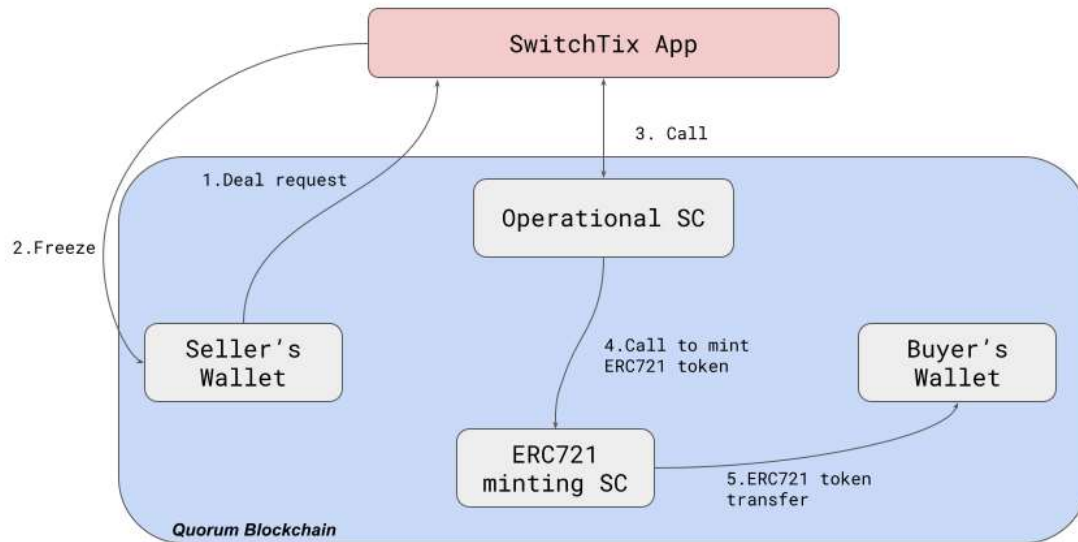 SwitchTix App
3. Call
1.Deal request
Operational SC
2.Freeze
Seller’s
Wallet
4.Call to mint
ERC721 token
Buyer’s
Wallet
ERC721
minting SC
5.ERC721 token
transfer
Quorum Blockchain